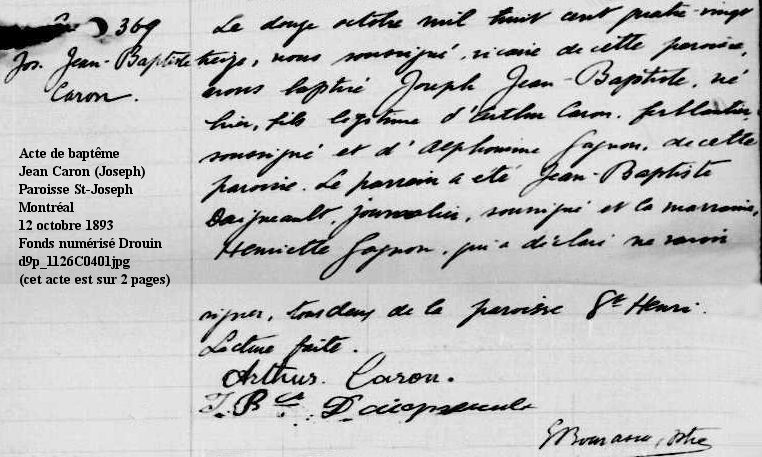 369
Jos. Jean-Baptiste
Caron.
Le douze octobre mil huit cent quatre-vingt
treize, nous soussigné, vicaire de cette paroisse,
avons baptisé Joseph Jean-Baptiste, né
hier, fils légitime d'Arthur Caron, ferblantier,
soussigné et d'Alphonsine Gagnon, de cette
paroisse. Le parrain a été Jean-Baptiste
Daigneault, journalier, soussigné et la marraine,
Henriette Gagnon, qui a déclaré ne savoir
signer, tous deux de la paroisse St Henri.
Lecture faite.
Arthur Caron.
J. Bte Daigneault
Bourassa, Ptre
Acte de baptême
Jean Caron (Joseph)
Paroisse St-Joseph
Montréal
12 octobre 1893
Fonds numérisé Drouin
d9p_1126C0401jpg
(cet acte est sur 2 pages)